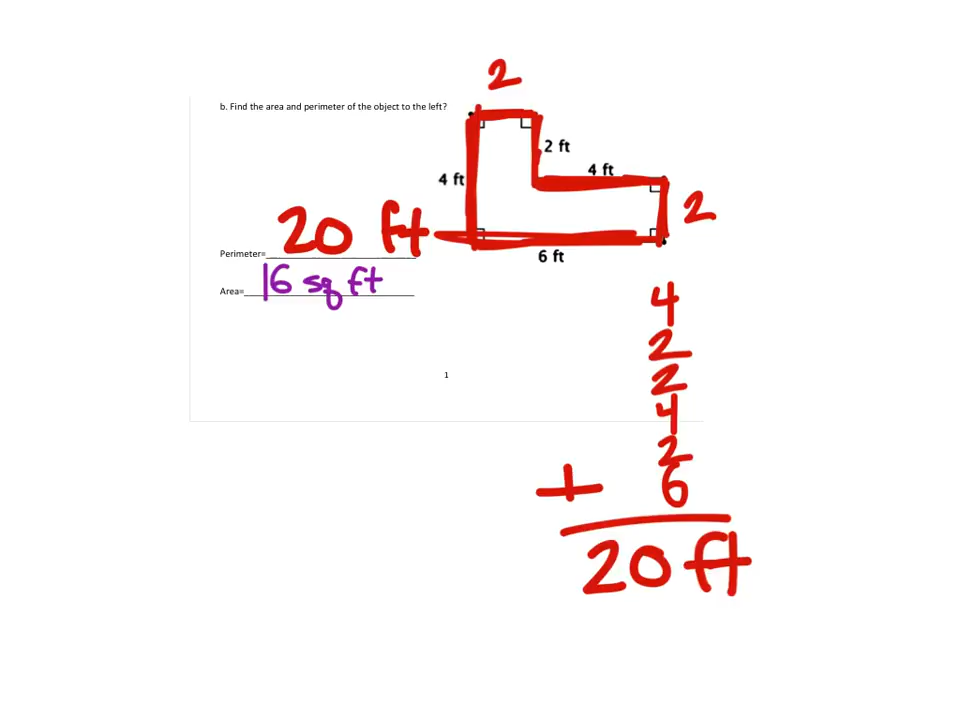 2
b. Find the area and perimeter of the object to the left?
2 ft
4 ft
4 ft
2
20 ft
Perimeter=
6 ft
16 sq ft
Area=
4
2
2
4
2
+ 6
20 ft
1